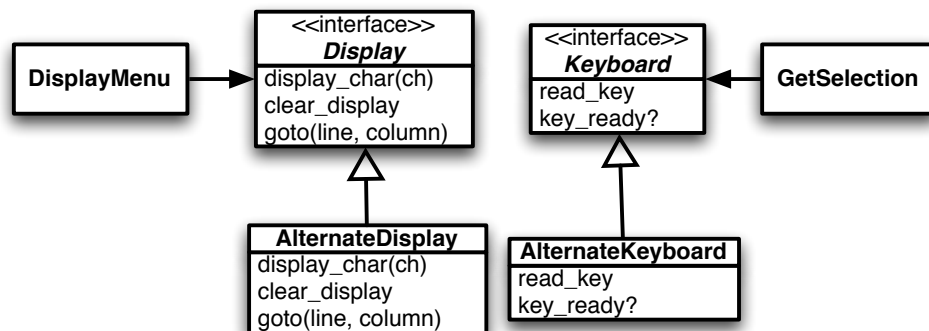 DisplayMenu
<<interface>>
Display
display_char(ch)
clear_display
goto(line, column)
<<interface>>
Keyboard
read_key
key_ready?
GetSelection
AlternateDisplay
display_char(ch)
clear_display
goto(line, column)
AlternateKeyboard
read_key
key_ready?